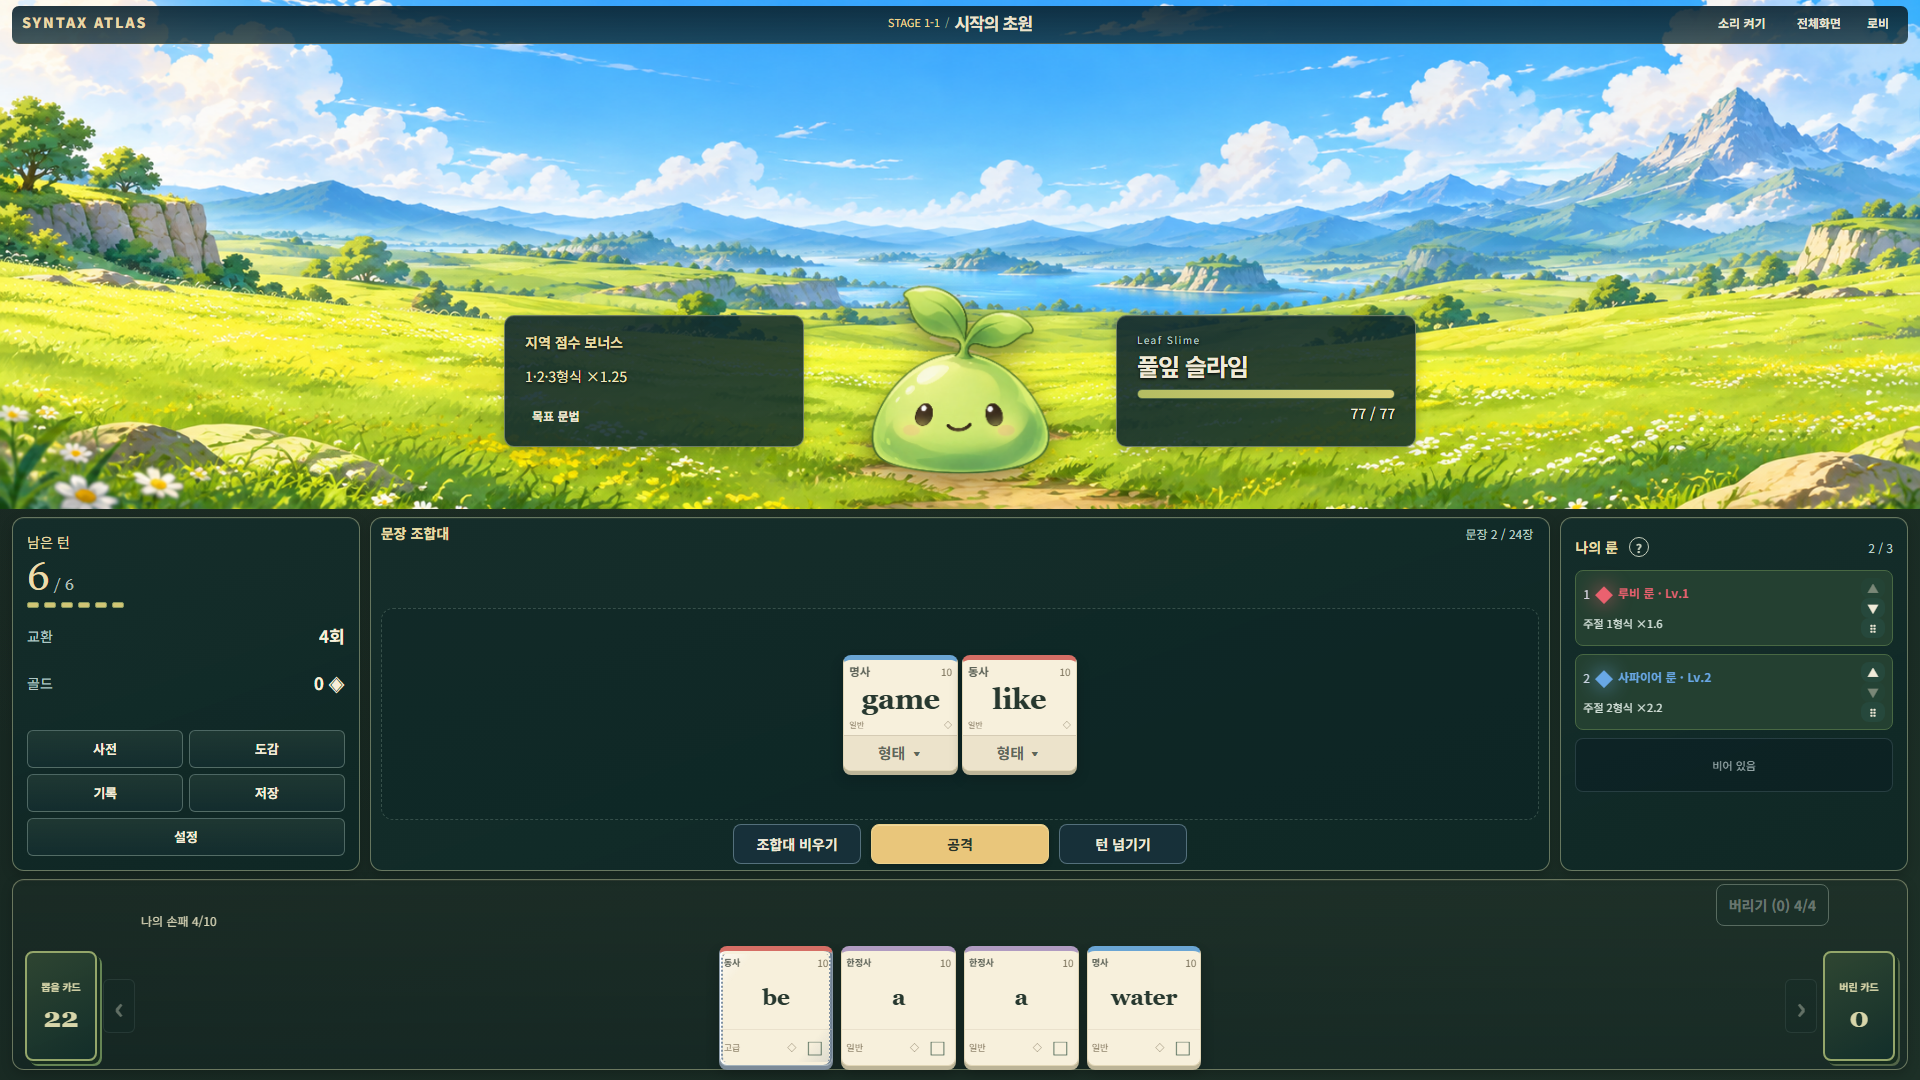 SYNTAX ATLAS
STAGE 1-1 / 시작의 초원
소리 켜기 전체화면 로비
지역 점수 보너스
1·2·3형식 ×1.25
목표 문법
Leaf Slime
풀잎 슬라임
77 / 77
남은 턴
6 / 6
교환 4회
골드 0
사전 도감
기록 저장
설정
문장 조합대 문장 2 / 24장
명사 10
game
일반
형태
동사 10
like
일반
형태
조합대 비우기 공격 턴 넘기기
나의 룬 ? 2 / 3
1 루비 룬 · Lv.1
주절 1형식 ×1.6
2 사파이어 룬 · Lv.2
주절 2형식 ×2.2
비어 있음
나의 손패 4/10
버리기 (0) 4/4
뽑을 카드
22
동사 10
be
고급
한정사 10
a
일반
한정사 10
a
일반
명사 10
water
일반
버린 카드
0